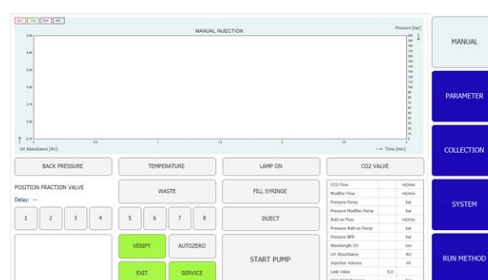 MANUAL INJECTION
Pressure [bar]
UV Absorbance [AU]
Time [min]
MANUAL
PARAMETER
COLLECTION
SYSTEM
RUN METHOD
BACK PRESSURE
TEMPERATURE
LAMP ON
CO2 VALVE
POSITION FRACTION VALVE
Delay: --
WASTE
FILL SYRINGE
1 2 3 4 5 6 7 8
INJECT
VERIFY
AUTOZERO
START PUMP
EXIT
SERVICE
CO2 Flow ml/min
Modifier Flow ml/min
Pressure Pump bar
Pressure Modifier Pump bar
Add-on Flow ml/min
Pressure Add-on Pump bar
Pressure BPR bar
Wavelength UV nm
UV Absorbance AU
Injection Volume ml
Leak Value 0,0